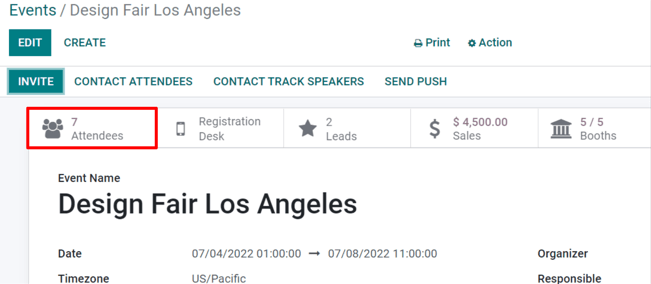 Events / Design Fair Los Angeles
EDIT CREATE Print Action
INVITE CONTACT ATTENDEES CONTACT TRACK SPEAKERS SEND PUSH
7 Attendees
Registration Desk
2 Leads
$ 4,500.00 Sales
5 / 5 Booths
Event Name
Design Fair Los Angeles
Date 07/04/2022 01:00:00 → 07/08/2022 11:00:00 Organizer
Timezone US/Pacific Responsible